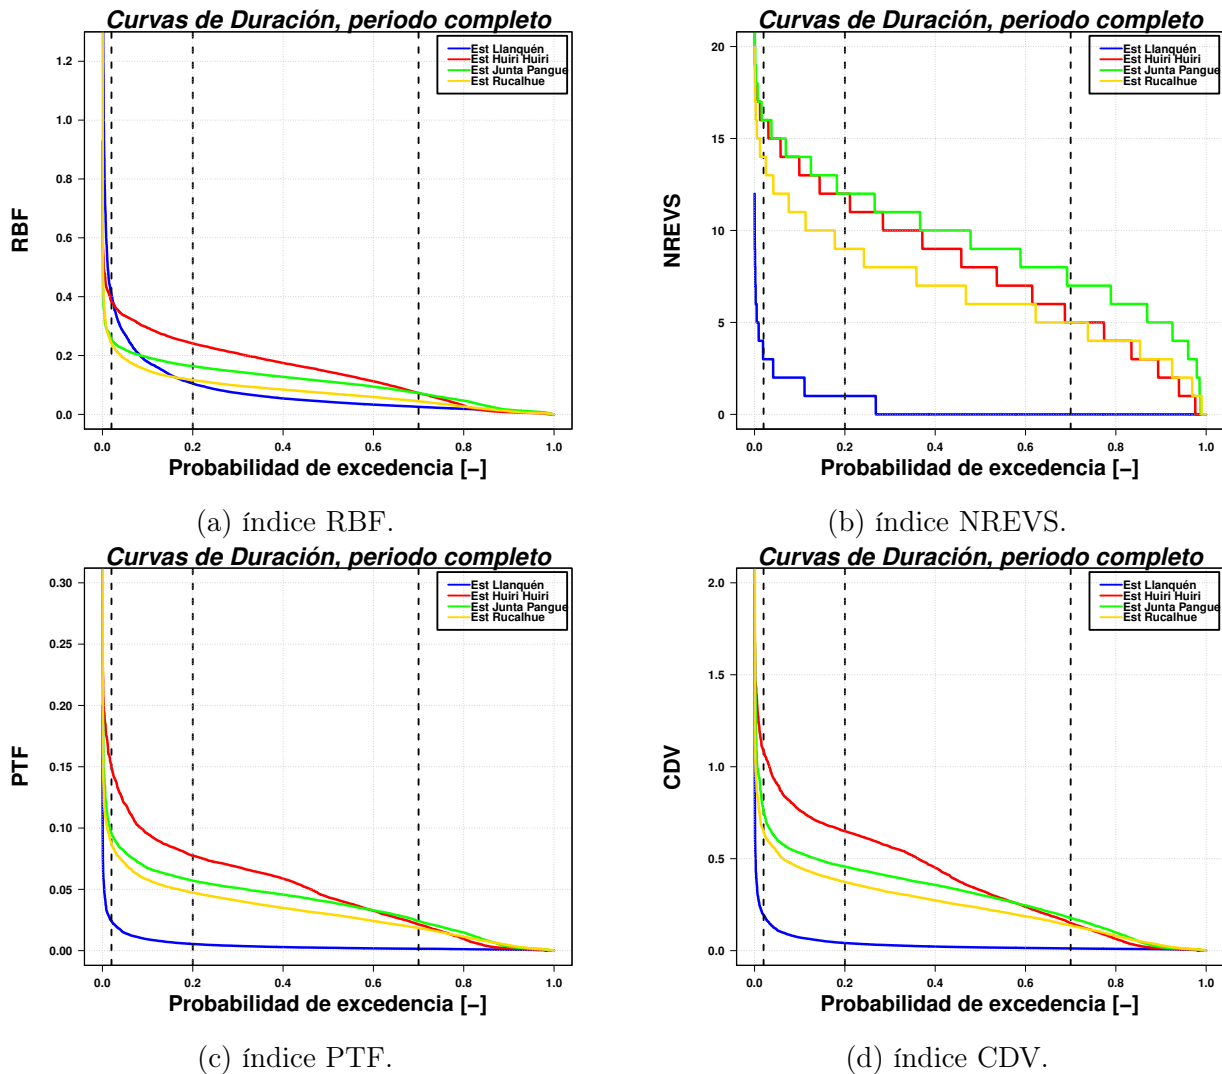 Curvas de Duración, periodo completo
Est Llanquén
Est Huiri Huiri
Est Junta Pangue
Est Rucalhue
RBF
1.2
1.0
0.8
0.6
0.4
0.2
0.0
0.0 0.2 0.4 0.6 0.8 1.0
Probabilidad de excedencia [−]
(a) índice RBF.
Curvas de Duración, periodo completo
Est Llanquén
Est Huiri Huiri
Est Junta Pangue
Est Rucalhue
NREVS
20
15
10
5
0
0.0 0.2 0.4 0.6 0.8 1.0
Probabilidad de excedencia [−]
(b) índice NREVS.
Curvas de Duración, periodo completo
Est Llanquén
Est Huiri Huiri
Est Junta Pangue
Est Rucalhue
PTF
0.30
0.25
0.20
0.15
0.10
0.05
0.00
0.0 0.2 0.4 0.6 0.8 1.0
Probabilidad de excedencia [−]
(c) índice PTF.
Curvas de Duración, periodo completo
Est Llanquén
Est Huiri Huiri
Est Junta Pangue
Est Rucalhue
CDV
2.0
1.5
1.0
0.5
0.0
0.0 0.2 0.4 0.6 0.8 1.0
Probabilidad de excedencia [−]
(d) índice CDV.